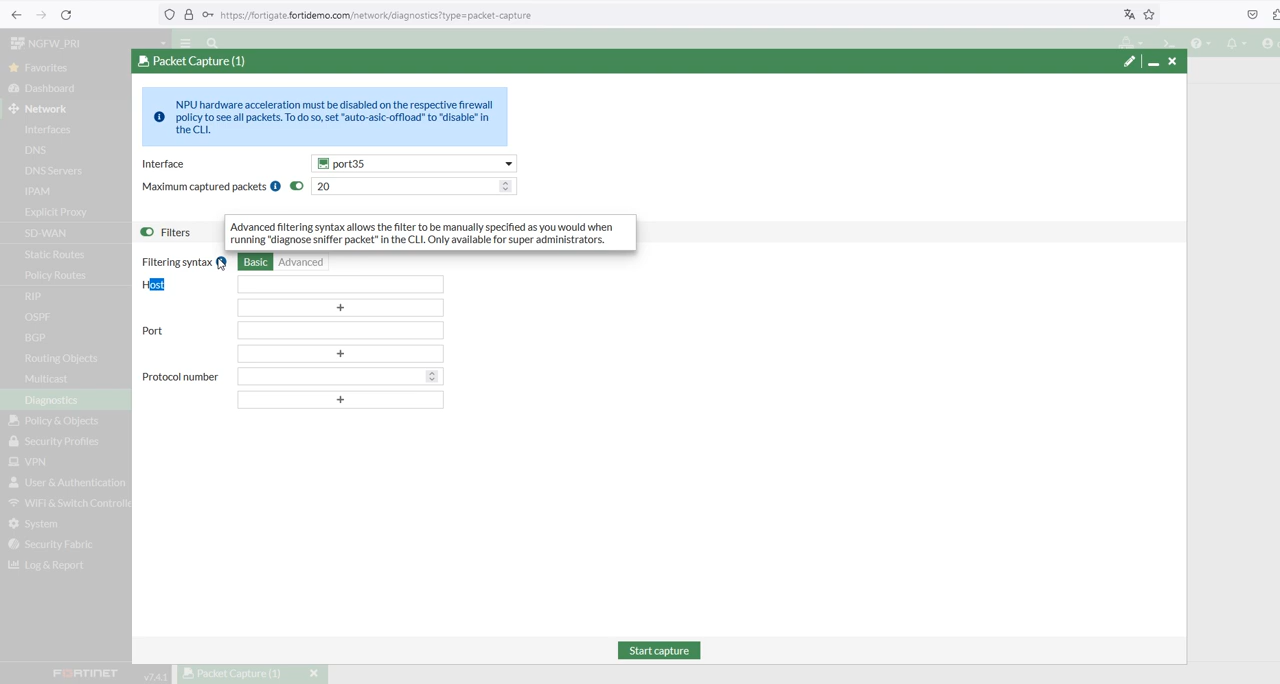 https://fortigate.fortidemo.com/network/diagnostics?type=packet-capture
NGFW_PRI
Packet Capture (1)
Favorites
Dashboard
Network
Interfaces
DNS
DNS Servers
IPAM
Explicit Proxy
SD-WAN
Static Routes
Policy Routes
RIP
OSPF
BGP
Routing Objects
Multicast
Diagnostics
Policy & Objects
Security Profiles
VPN
User & Authentication
WiFi & Switch Controlle
System
Security Fabric
Log & Report
NPU hardware acceleration must be disabled on the respective firewall
policy to see all packets. To do so, set "auto-asic-offload" to "disable" in
the CLI.
Interface port35
Maximum captured packets 20
Filters
Advanced filtering syntax allows the filter to be manually specified as you would when
running "diagnose sniffer packet" in the CLI. Only available for super administrators.
Filtering syntax Basic Advanced
Host
+
Port
+
Protocol number
+
Start capture
FORTINET v7.4.1 Packet Capture (1)